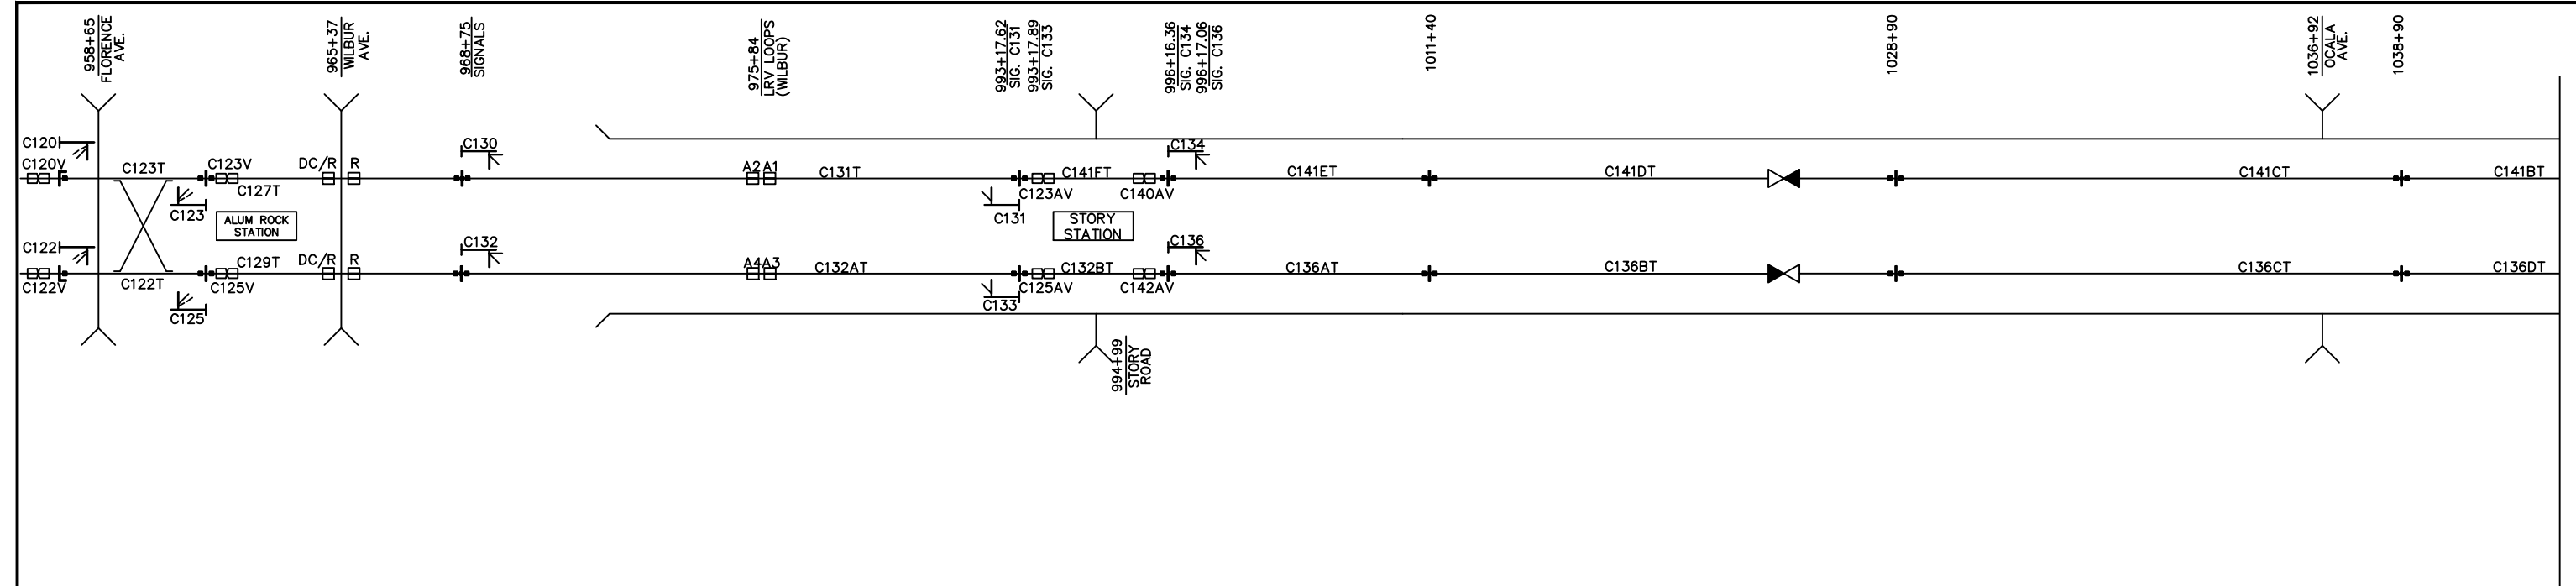 958+65
FLORENCE
AVE.
965+37
WILBUR
AVE.
968+75
SIGNALS
975+84
LRV LOOPS
(WILBUR)
993+17.62
SIG. C131
993+17.89
SIG. C133
996+16.36
SIG. C134
996+17.06
SIG. C136
1011+40
1028+90
1036+92
OCALA
AVE.
1038+90
C120
C130
C134
C120V
C123T
C123V
DC/R R
A2 A1
C131T
C141FT
C141ET
C141DT
C141CT
C141BT
C127T
C123AV
C140AV
C123
C131
ALUM ROCK
STATION
STORY
STATION
C122
C132
C136
C129T
DC/R R
A4 A3
C132AT
C132BT
C136AT
C136BT
C136CT
C136DT
C122V
C122T
C125V
C125AV
C142AV
C125
C133
994+99
STORY
ROAD